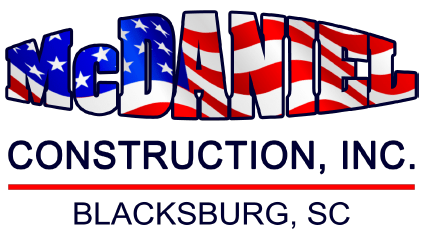 McDANIEL
CONSTRUCTION, INC.
BLACKSBURG, SC